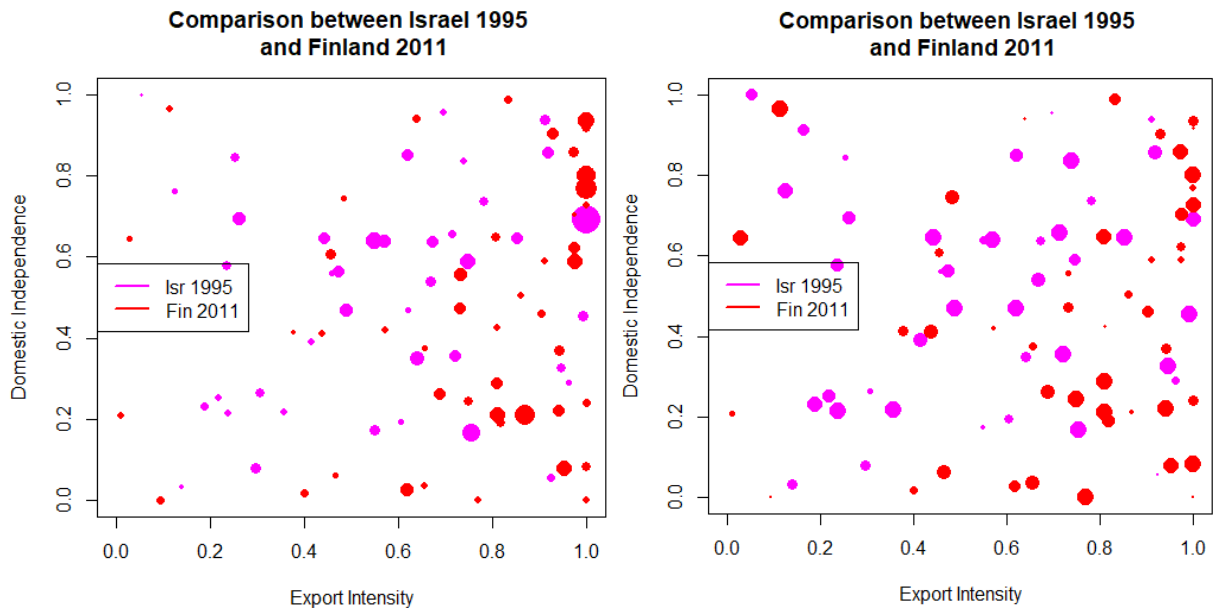 Comparison between Israel 1995
and Finland 2011
1.0
0.8
0.6
0.4
0.2
0.0
Domestic Independence
Isr 1995
Fin 2011
0.0 0.2 0.4 0.6 0.8 1.0
Export Intensity
Comparison between Israel 1995
and Finland 2011
1.0
0.8
0.6
0.4
0.2
0.0
Domestic Independence
Isr 1995
Fin 2011
0.0 0.2 0.4 0.6 0.8 1.0
Export Intensity